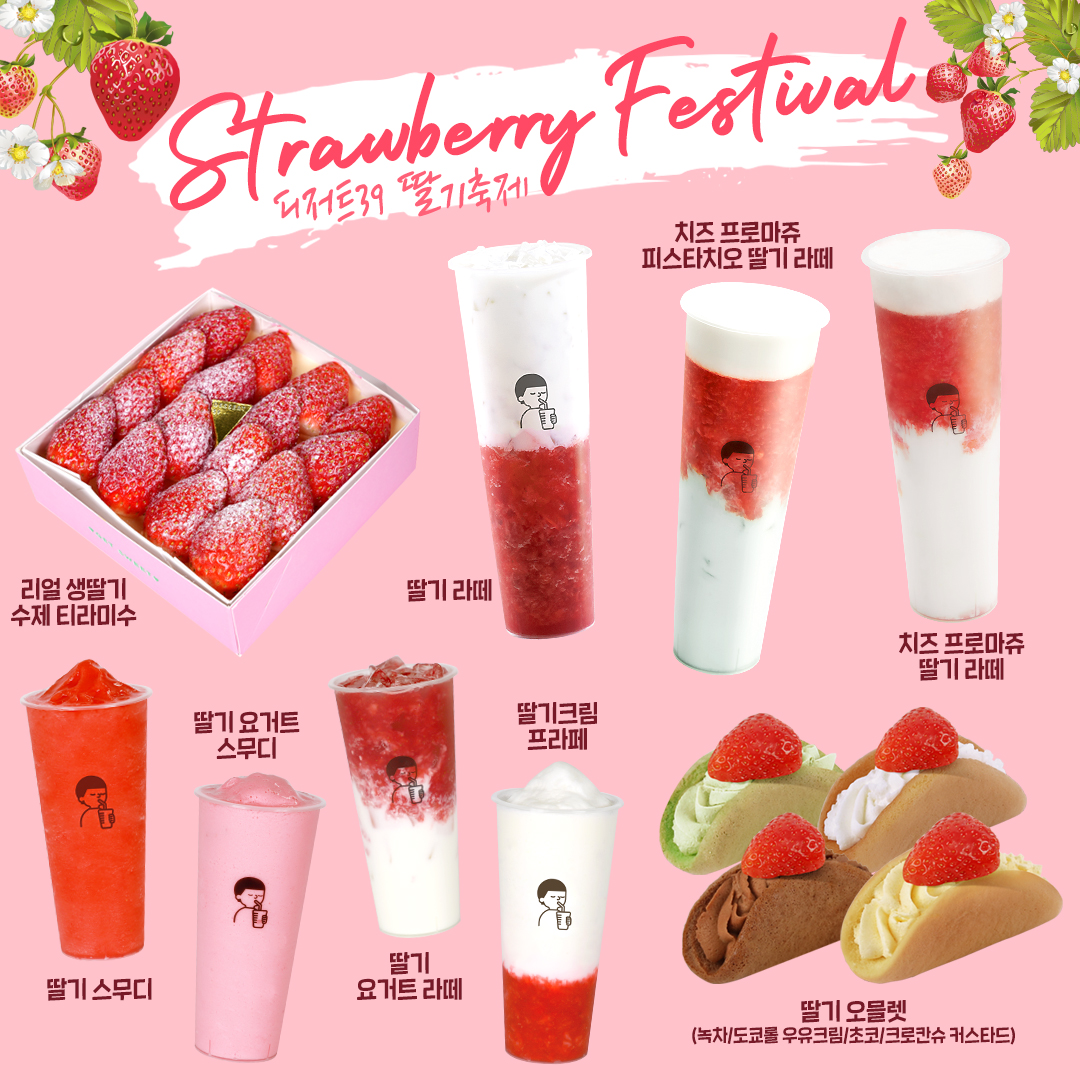 Strawberry Festival
디저트39 딸기축제
치즈 프로마쥬
피스타치오 딸기 라떼
리얼 생딸기
수제 티라미수
딸기 라떼
치즈 프로마쥬
딸기 라떼
딸기 요거트
스무디
딸기크림
프라페
딸기 스무디
딸기
요거트 라떼
딸기 오믈렛
(녹차/도쿄롤 우유크림/초코/크로칸슈 커스타드)